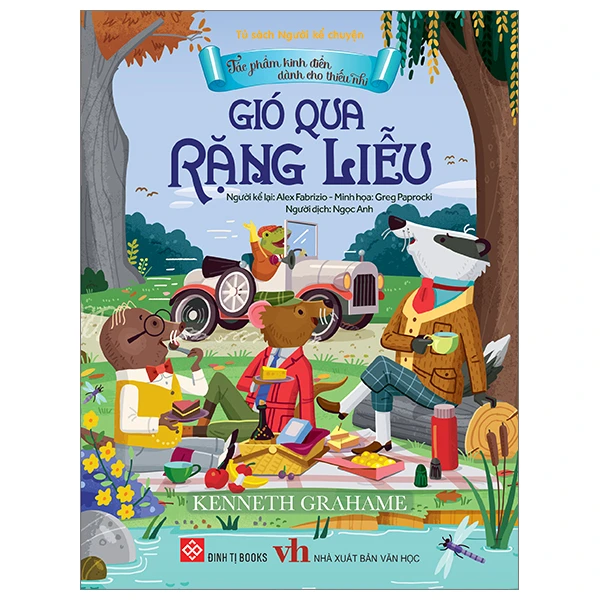 Tủ sách Người kể chuyện
Tác phẩm kinh điển
dành cho thiếu nhi
GIÓ QUA
RẶNG LIỄU
Người kể lại: Alex Fabrizio - Minh họa: Greg Paprocki
Người dịch: Ngọc Anh
KENNETH GRAHAME
ĐINH TỊ BOOKS
vh
NHÀ XUẤT BẢN VĂN HỌC